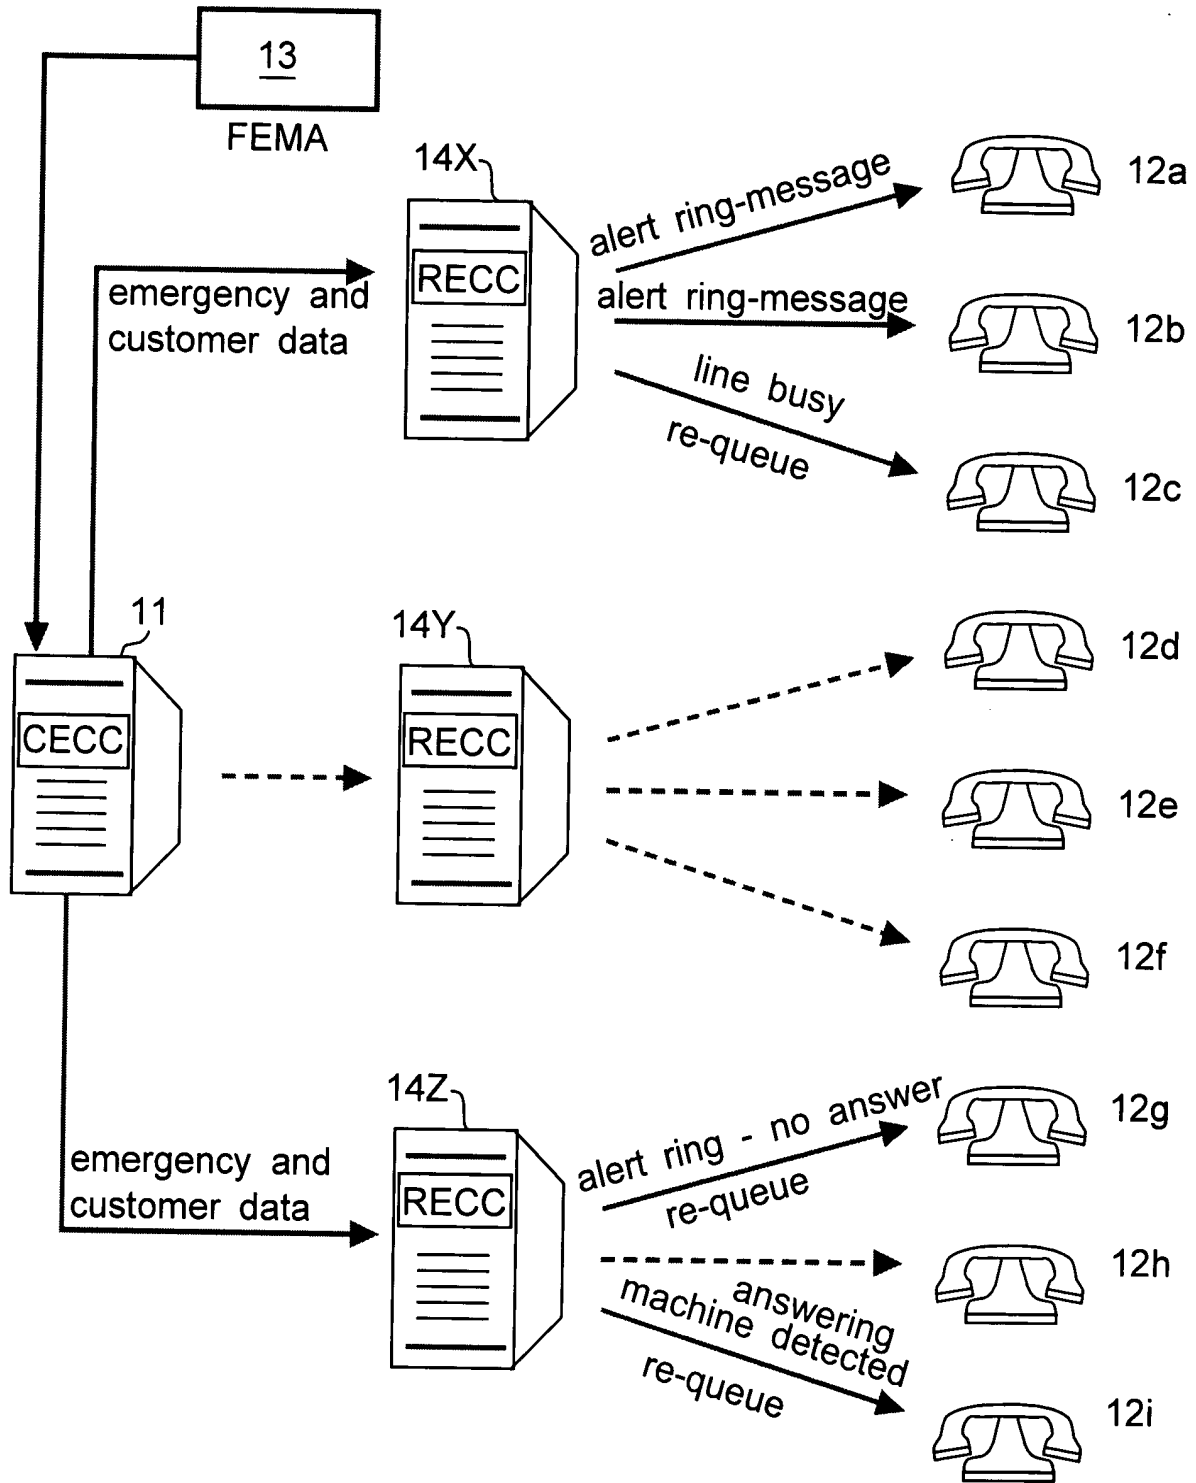 13
FEMA
14X
RECC
emergency and
customer data
alert ring-message
12a
alert ring-message
12b
line busy
re-queue
12c
11
CECC
14Y
RECC
12d
12e
12f
14Z
RECC
emergency and
customer data
alert ring - no answer
re-queue
12g
12h
answering
machine detected
re-queue
12i